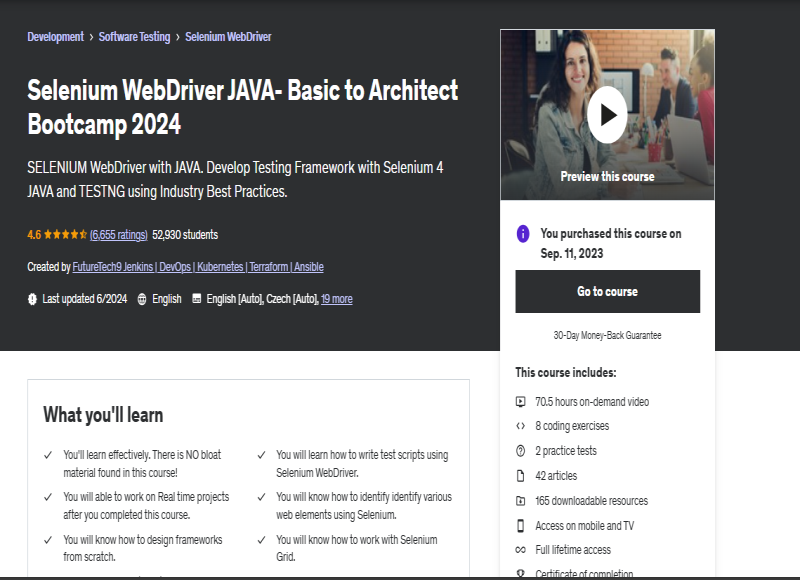 Development › Software Testing › Selenium WebDriver
Selenium WebDriver JAVA- Basic to Architect
Bootcamp 2024
SELENIUM WebDriver with JAVA. Develop Testing Framework with Selenium 4
JAVA and TESTNG using Industry Best Practices.
4.6 (6,655 ratings) 52,930 students
Created by FutureTech9 Jenkins | DevOps | Kubernetes | Terraform | Ansible
Last updated 6/2024 English English [Auto], Czech [Auto], 19 more
Preview this course
You purchased this course on
Sep. 11, 2023
Go to course
30-Day Money-Back Guarantee
This course includes:
70.5 hours on-demand video
8 coding exercises
2 practice tests
42 articles
165 downloadable resources
Access on mobile and TV
Full lifetime access
Certificate of completion
What you'll learn
You'll learn effectively. There is NO bloat
material found in this course!
You will able to work on Real time projects
after you completed this course.
You will know how to design frameworks
from scratch.
You will learn how to write test scripts using
Selenium WebDriver.
You will know how to identify identify various
web elements using Selenium.
You will know how to work with Selenium
Grid.